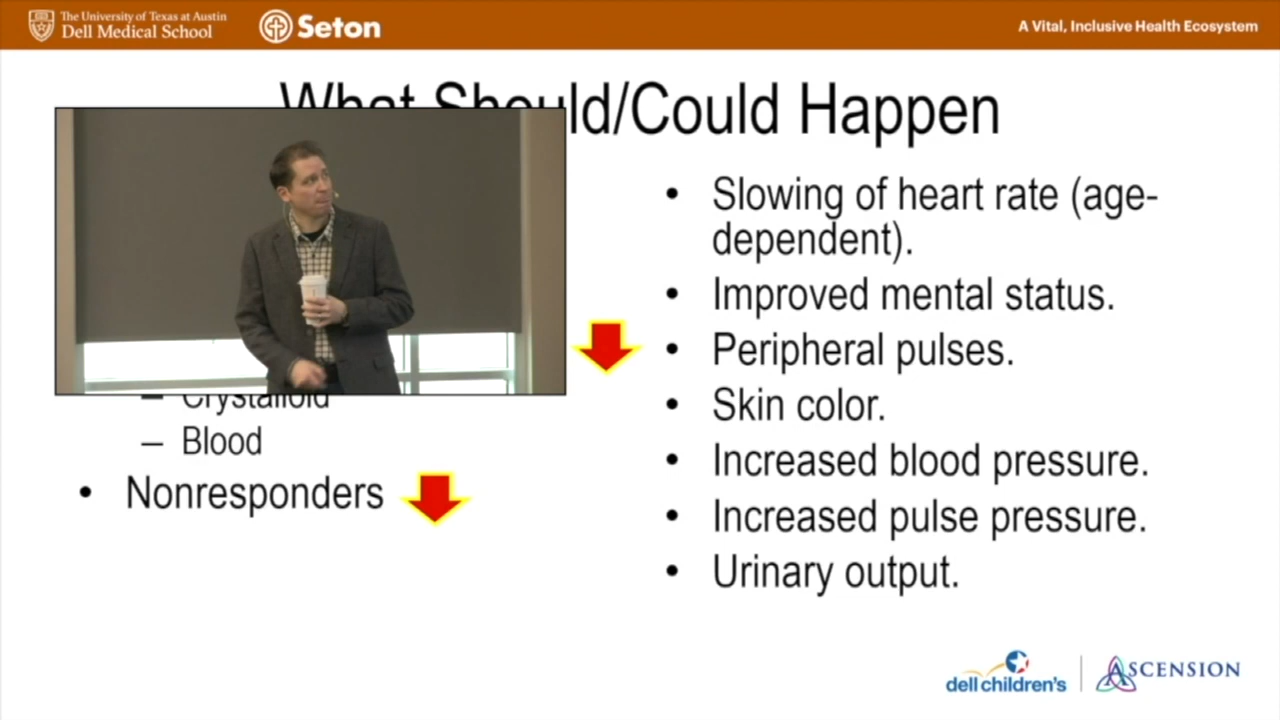 The University of Texas at Austin
Dell Medical School
Seton
A Vital, Inclusive Health Ecosystem
What Should/Could Happen
– Crystalloid
– Blood
• Nonresponders
• Slowing of heart rate (age-
dependent).
• Improved mental status.
• Peripheral pulses.
• Skin color.
• Increased blood pressure.
• Increased pulse pressure.
• Urinary output.
dell children's
ASCENSION